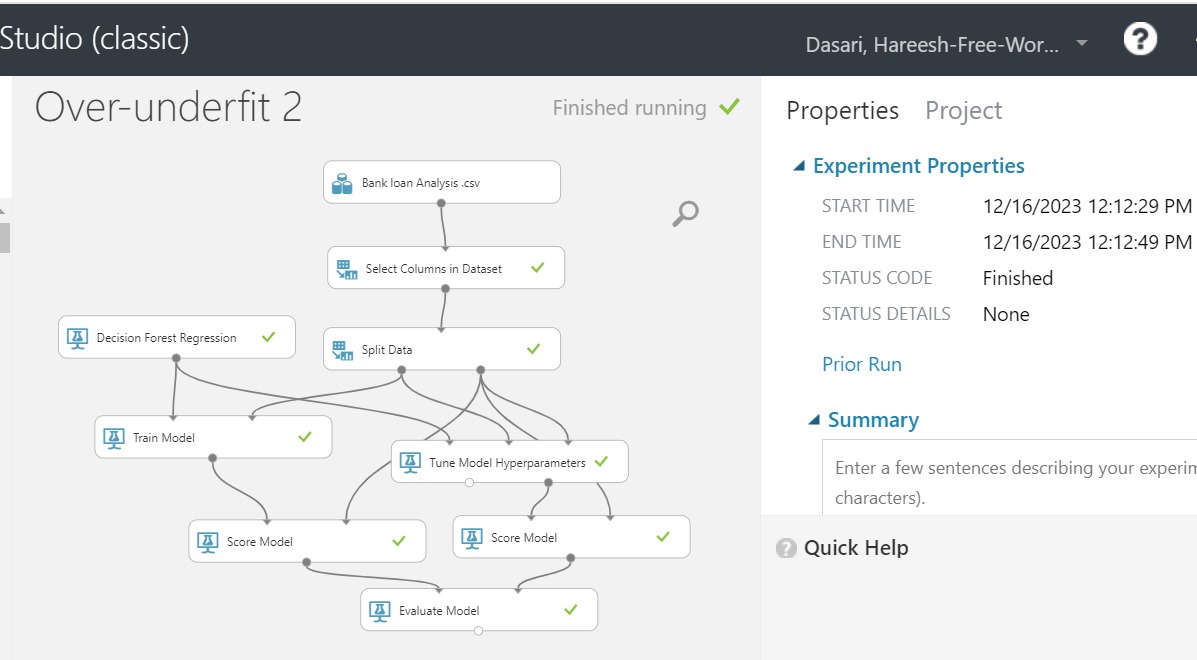 Studio (classic)
Dasari, Hareesh-Free-Wor...
?
Over-underfit 2
Finished running
Properties
Project
Experiment Properties
START TIME 12/16/2023 12:12:29 PM
END TIME 12/16/2023 12:12:49 PM
STATUS CODE Finished
STATUS DETAILS None
Prior Run
Summary
Enter a few sentences describing your experim
characters).
? Quick Help
Bank loan Analysis .csv
Select Columns in Dataset
Decision Forest Regression
Split Data
Train Model
Tune Model Hyperparameters
Score Model
Score Model
Evaluate Model